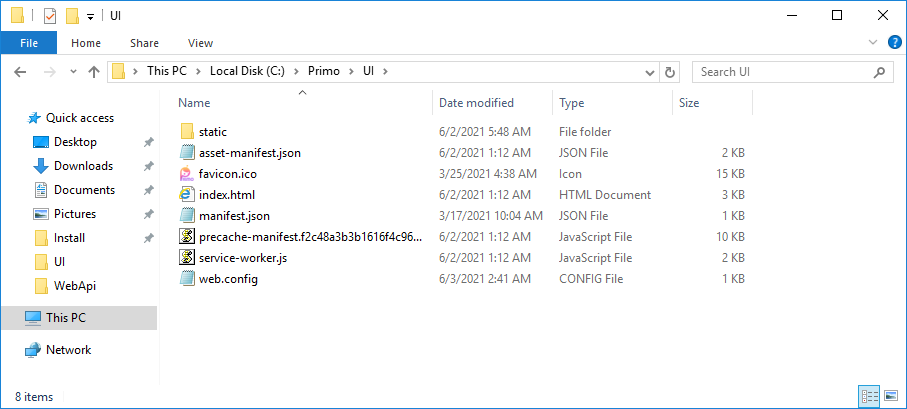 UI
File Home Share View
This PC Local Disk (C:) Primo UI Search UI
Name Date modified Type Size
Quick access
Desktop
Downloads
Documents
Pictures
Install
UI
WebApi
This PC
Network
static 6/2/2021 5:48 AM File folder
asset-manifest.json 6/2/2021 1:12 AM JSON File 2 KB
favicon.ico 3/25/2021 4:38 AM Icon 15 KB
index.html 6/2/2021 1:12 AM HTML Document 3 KB
manifest.json 3/17/2021 10:04 AM JSON File 1 KB
precache-manifest.f2c48a3b3b1616f4c96... 6/2/2021 1:12 AM JavaScript File 10 KB
service-worker.js 6/2/2021 1:12 AM JavaScript File 2 KB
web.config 6/3/2021 2:41 AM CONFIG File 1 KB
8 items